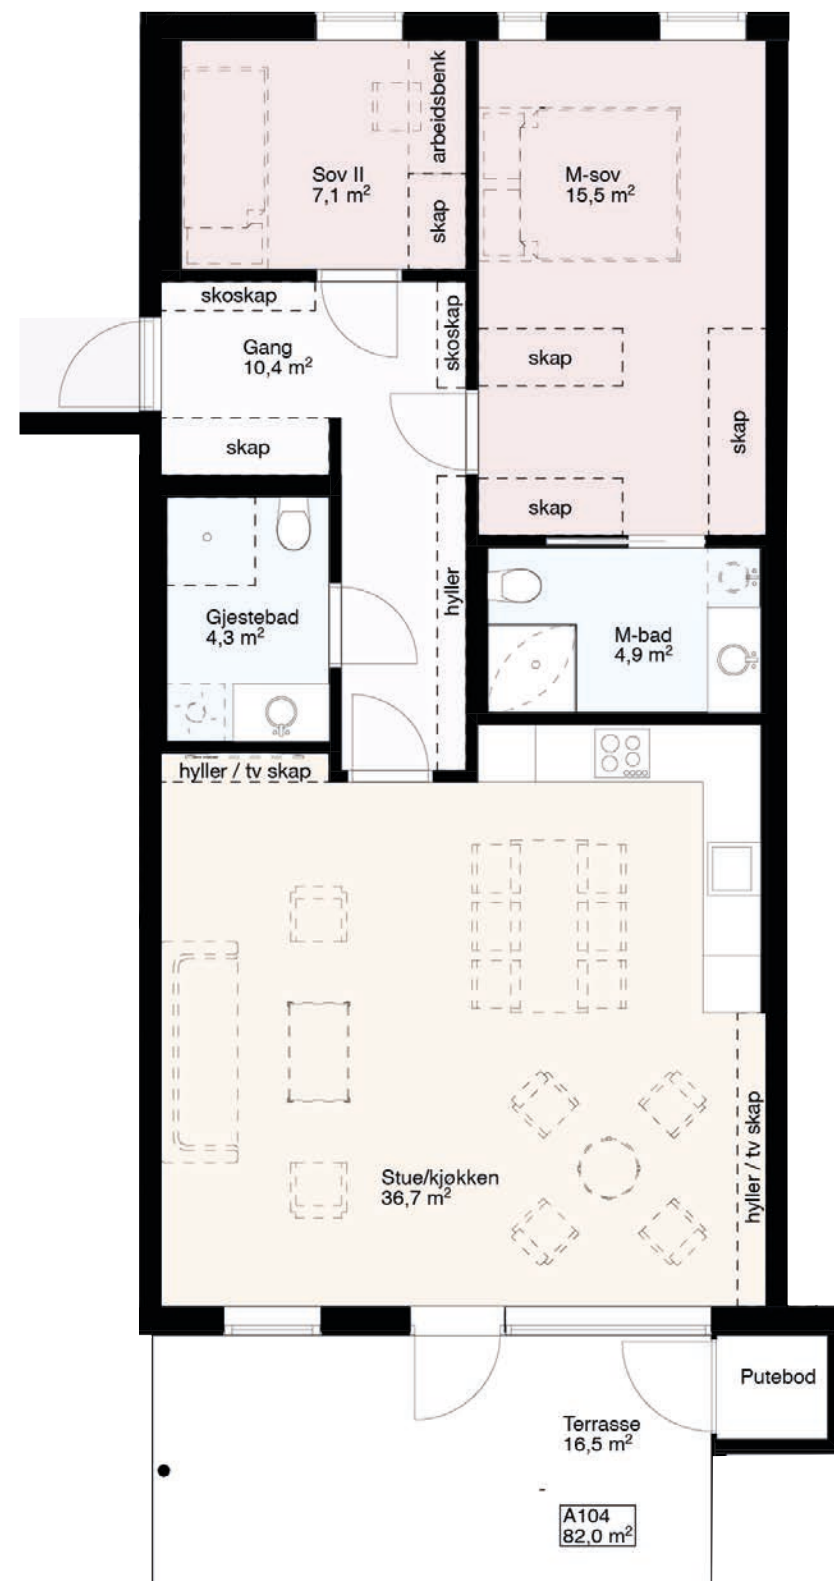 arbeidsbenk
Sov II
7,1 m²
skap
M-sov
15,5 m²
skoskap
skoskap
Gang
10,4 m²
skap
skap
skap
skap
Gjestebad
4,3 m²
hyller
M-bad
4,9 m²
hyller / tv skap
hyller / tv skap
Stue/kjøkken
36,7 m²
Putebod
Terrasse
16,5 m²
A104
82,0 m²